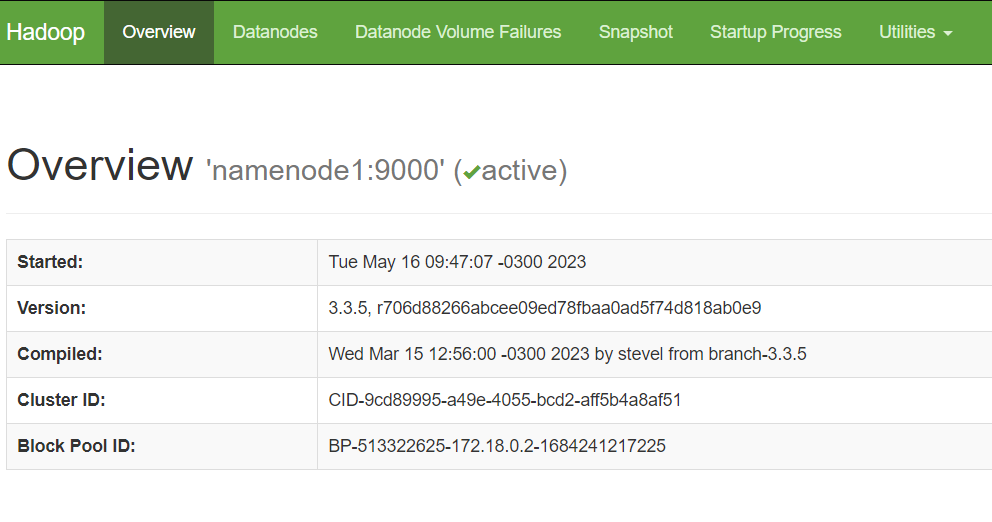 Hadoop Overview Datanodes Datanode Volume Failures Snapshot Startup Progress Utilities
Overview 'namenode1:9000' (✔active)
Started: Tue May 16 09:47:07 -0300 2023
Version: 3.3.5, r706d88266abcee09ed78fbaa0ad5f74d818ab0e9
Compiled: Wed Mar 15 12:56:00 -0300 2023 by stevel from branch-3.3.5
Cluster ID: CID-9cd89995-a49e-4055-bcd2-aff5b4a8af51
Block Pool ID: BP-513322625-172.18.0.2-1684241217225